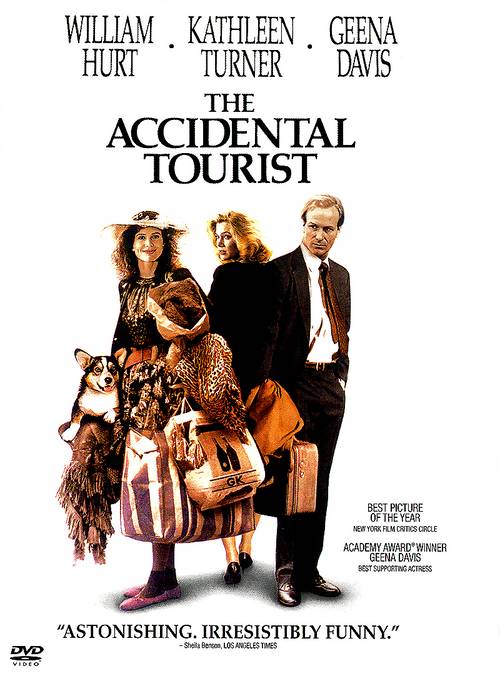 WILLIAM HURT . KATHLEEN TURNER . GEENA DAVIS
THE
ACCIDENTAL
TOURIST
GK
BEST PICTURE
OF THE YEAR
NEW YORK FILM CRITICS CIRCLE
ACADEMY AWARD® WINNER
GEENA DAVIS
BEST SUPPORTING ACTRESS
"ASTONISHING. IRRESISTIBLY FUNNY."
– Sheila Benson, LOS ANGELES TIMES
DVD
VIDEO